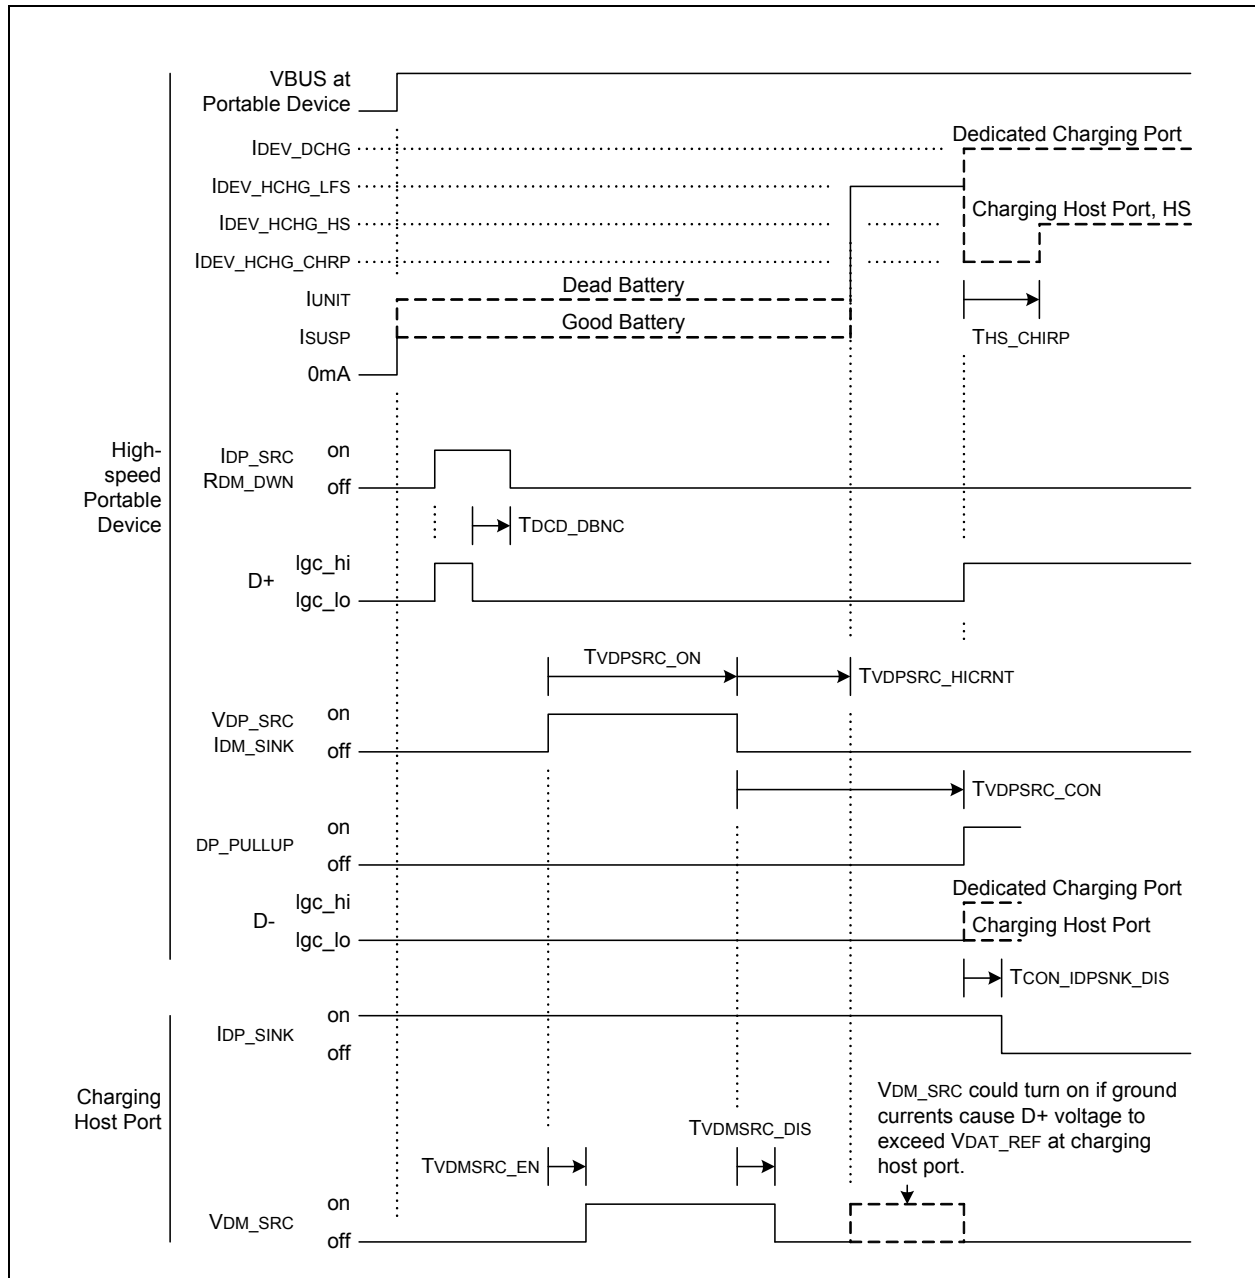 VBUS at
Portable Device
IDEV_DCHG
Dedicated Charging Port
IDEV_HCHG_LFS
IDEV_HCHG_HS
Charging Host Port, HS
IDEV_HCHG_CHRP
IUNIT
Dead Battery
ISUSP
Good Battery
THS_CHIRP
0mA
High-
speed
Portable
Device
IDP_SRC
RDM_DWN
on
off
TDCD_DBNC
D+
lgc_hi
lgc_lo
TVDPSRC_ON
TVDPSRC_HICRNT
VDP_SRC
IDM_SINK
on
off
TVDPSRC_CON
DP_PULLUP
on
off
D-
lgc_hi
lgc_lo
Dedicated Charging Port
Charging Host Port
TCON_IDPSNK_DIS
Charging
Host Port
IDP_SINK
on
off
VDM_SRC could turn on if ground
currents cause D+ voltage to
exceed VDAT_REF at charging
host port.
TVDMSRC_DIS
TVDMSRC_EN
VDM_SRC
on
off